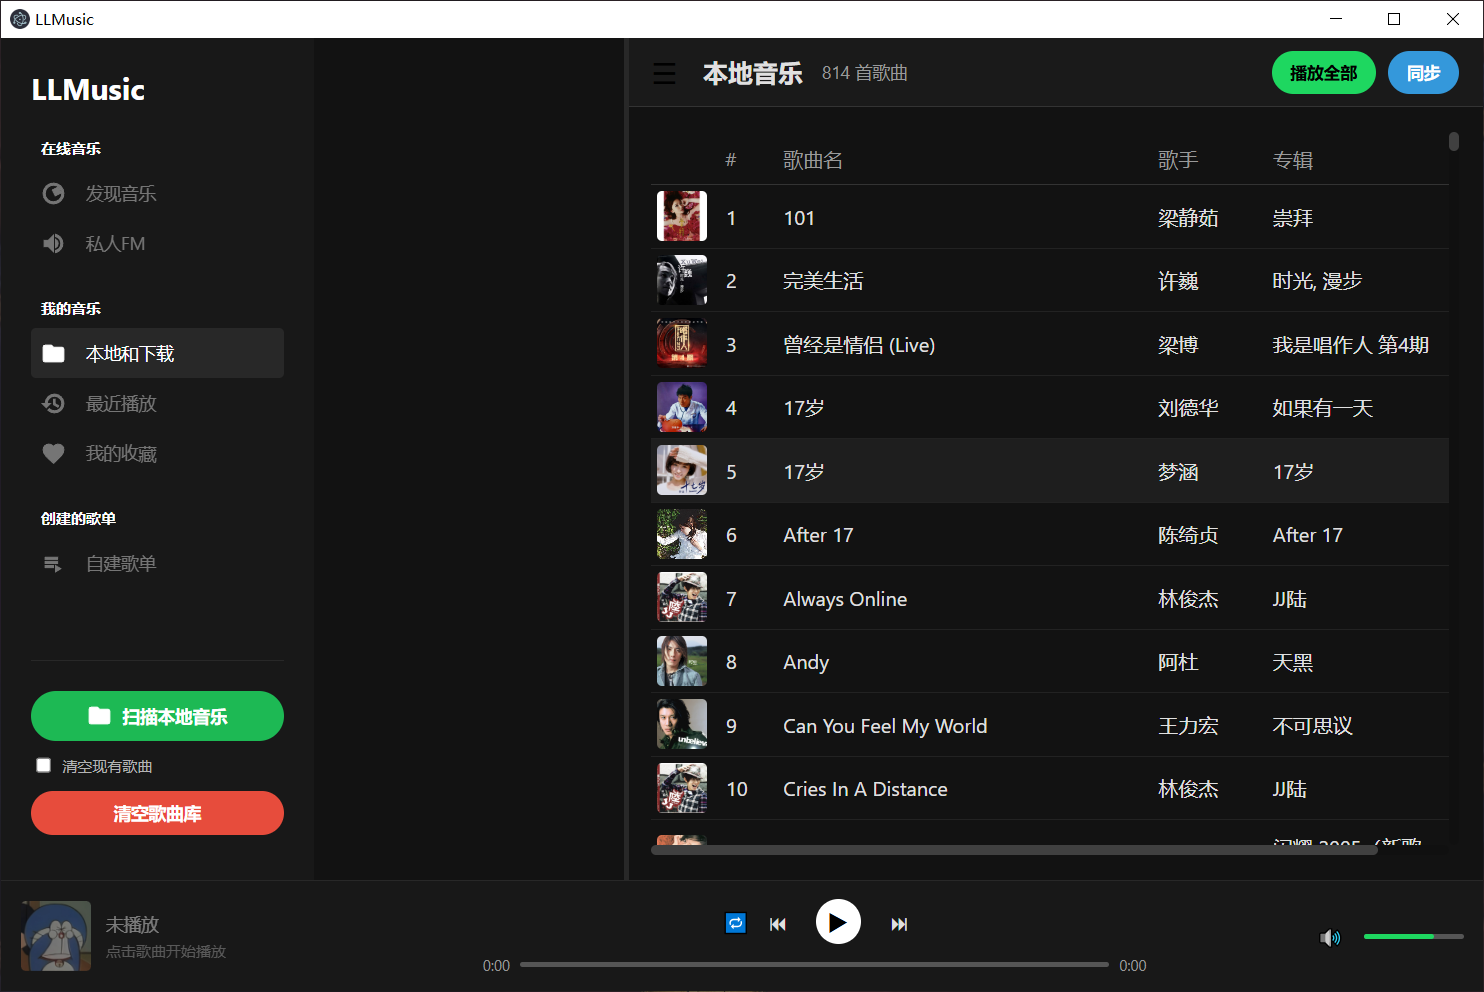 LLMusic
LLMusic
在线音乐
发现音乐
私人FM
我的音乐
本地和下载
最近播放
我的收藏
创建的歌单
自建歌单
扫描本地音乐
清空现有歌曲
清空歌曲库
本地音乐 814 首歌曲 播放全部 同步
# 歌曲名 歌手 专辑
1 101 梁静茹 崇拜
2 完美生活 许巍 时光, 漫步
3 曾经是情侣 (Live) 梁博 我是唱作人 第4期
4 17岁 刘德华 如果有一天
5 17岁 梦涵 17岁
6 After 17 陈绮贞 After 17
7 Always Online 林俊杰 JJ陆
8 Andy 阿杜 天黑
9 Can You Feel My World 王力宏 不可思议
10 Cries In A Distance 林俊杰 JJ陆
未播放
点击歌曲开始播放
0:00 0:00